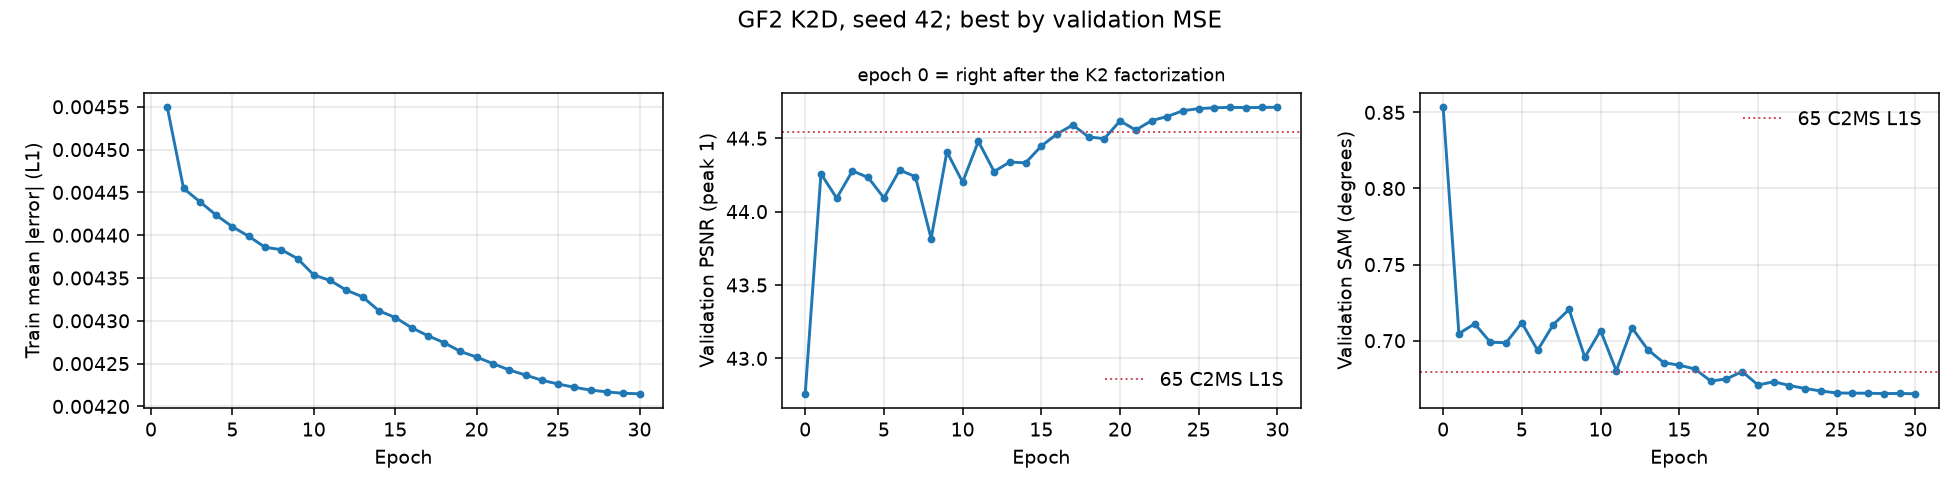 GF2 K2D, seed 42; best by validation MSE
Train mean |error| (L1)
0.00455
0.00450
0.00445
0.00440
0.00435
0.00430
0.00425
0.00420
0 5 10 15 20 25 30
Epoch
epoch 0 = right after the K2 factorization
Validation PSNR (peak 1)
44.5
44.0
43.5
43.0
65 C2MS L1S
0 5 10 15 20 25 30
Epoch
Validation SAM (degrees)
0.85
0.80
0.75
0.70
65 C2MS L1S
0 5 10 15 20 25 30
Epoch